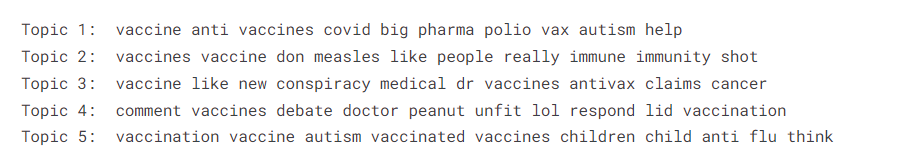 Topic 1: vaccine anti vaccines covid big pharma polio vax autism help
Topic 2: vaccines vaccine don measles like people really immune immunity shot
Topic 3: vaccine like new conspiracy medical dr vaccines antivax claims cancer
Topic 4: comment vaccines debate doctor peanut unfit lol respond lid vaccination
Topic 5: vaccination vaccine autism vaccinated vaccines children child anti flu think